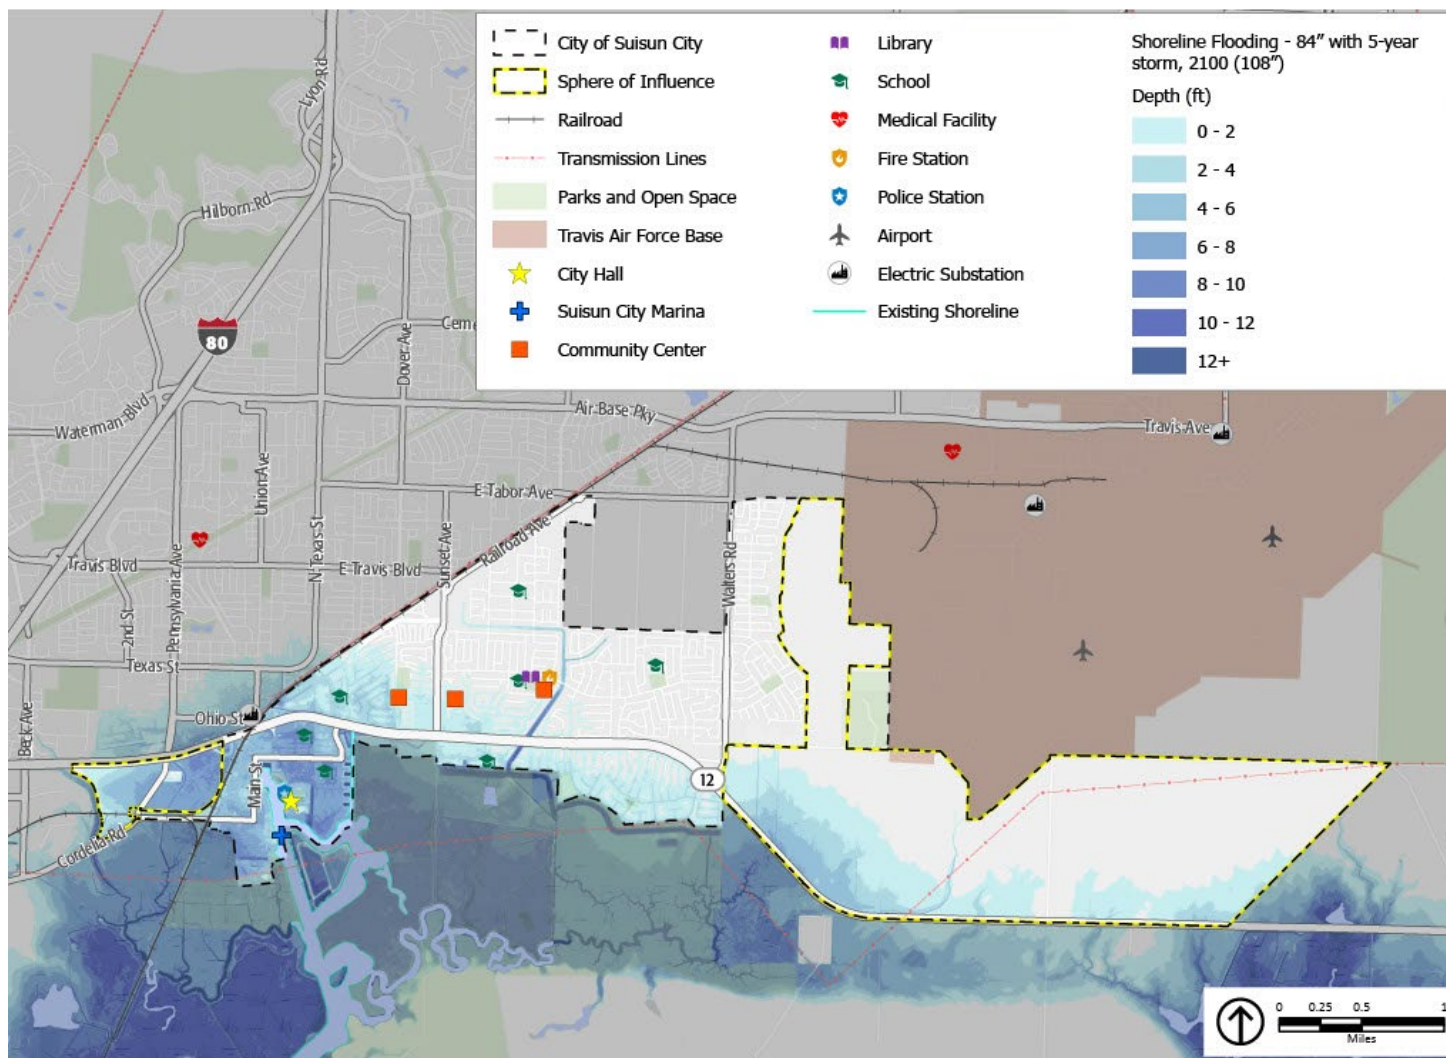 City of Suisun City
Sphere of Influence
Railroad
Transmission Lines
Parks and Open Space
Travis Air Force Base
City Hall
Suisun City Marina
Community Center
Library
School
Medical Facility
Fire Station
Police Station
Airport
Electric Substation
Existing Shoreline
Shoreline Flooding - 84” with 5-year
storm, 2100 (108”)
Depth (ft)
0 - 2
2 - 4
4 - 6
6 - 8
8 - 10
10 - 12
12+
Lyon Rd
Hilborn Rd
80
Dover Ave
Ceme
Waterman Blvd
Air Base Pky
Travis Ave
Union Ave
E Tabor Ave
N Texas St
Sunset Ave
Railroad Ave
Walters Rd
Travis Blvd
E Travis Blvd
Pennsylvania Ave
2nd St
Texas St
Beck Ave
Ohio St
Main St
12
Cordelia Rd
0 0.25 0.5 1
Miles